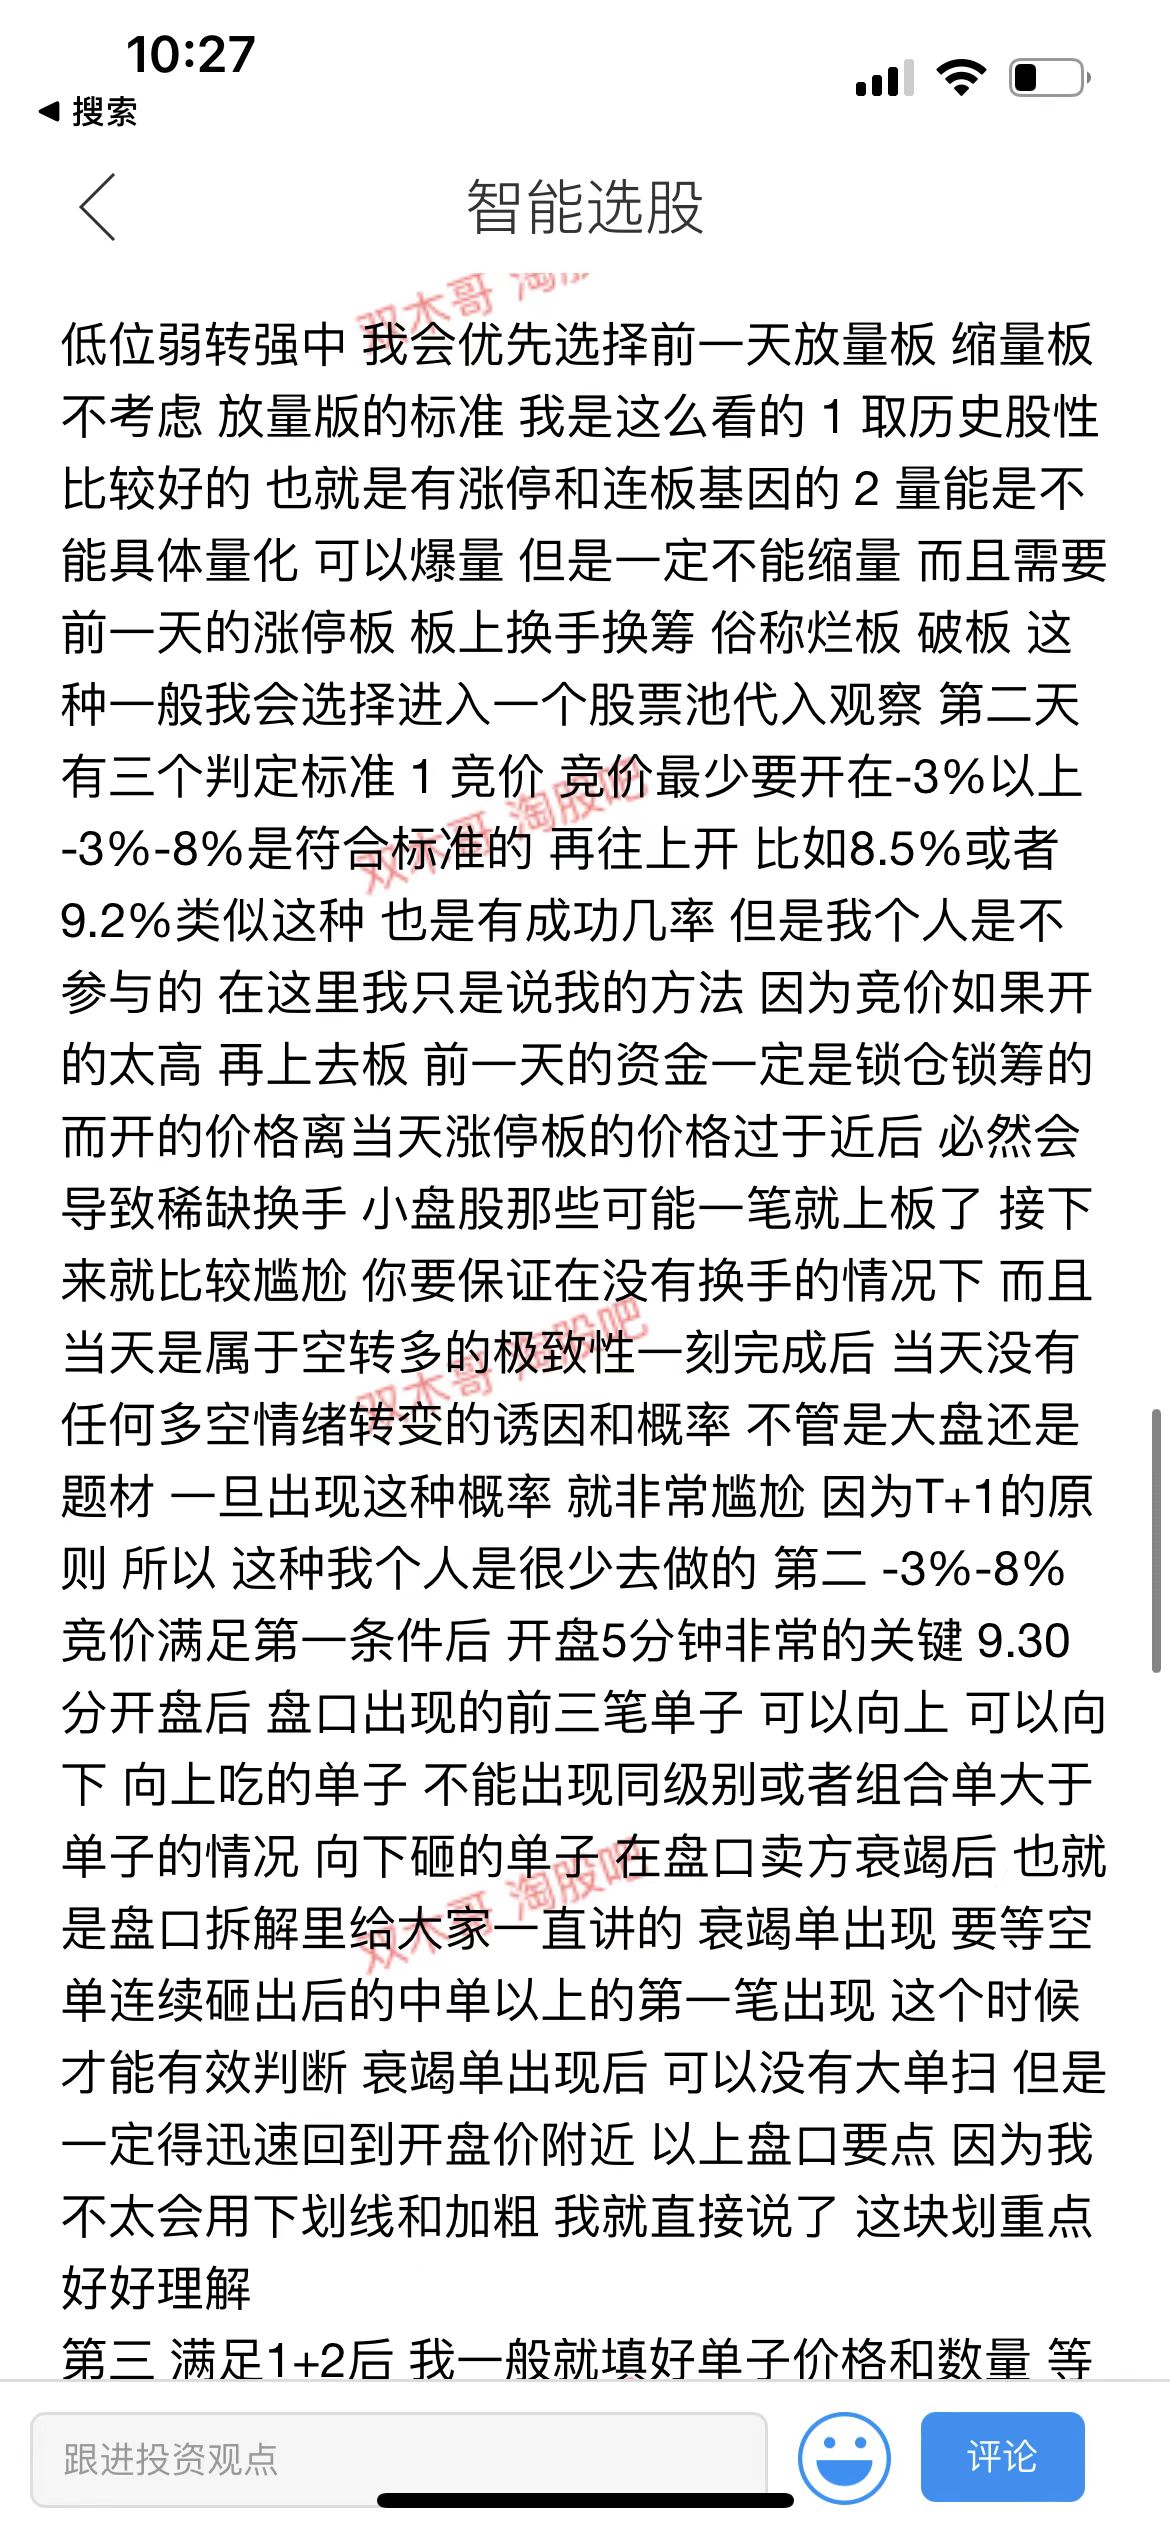 10:27
搜索
智能选股
双木哥 淘股
低位弱转强中 我会优先选择前一天放量板 缩量板
不考虑 放量版的标准 我是这么看的 1 取历史股性
比较好的 也就是有涨停和连板基因的 2 量能是不
能具体量化 可以爆量 但是一定不能缩量 而且需要
前一天的涨停板 板上换手换筹 俗称烂板 破板 这
种一般我会选择进入一个股票池代入观察 第二天
有三个判定标准 1 竞价 竞价最少要开在-3%以上
双木哥 淘股吧
-3%-8%是符合标准的 再往上开 比如8.5%或者
9.2%类似这种 也是有成功几率 但是我个人是不
参与的 在这里我只是说我的方法 因为竞价如果开
的太高 再上去板 前一天的资金一定是锁仓锁筹的
而开的价格离当天涨停板的价格过于近后 必然会
导致稀缺换手 小盘股那些可能一笔就上板了 接下
来就比较尴尬 你要保证在没有换手的情况下 而且
当天是属于空转多的极致性一刻完成后 当天没有
双木哥 淘股吧
任何多空情绪转变的诱因和概率 不管是大盘还是
题材 一旦出现这种概率 就非常尴尬 因为T+1的原
则 所以 这种我个人是很少去做的 第二 -3%-8%
竞价满足第一条件后 开盘5分钟非常的关键 9.30
分开盘后 盘口出现的前三笔单子 可以向上 可以向
下 向上吃的单子 不能出现同级别或者组合单大于
单子的情况 向下砸的单子 在盘口卖方衰竭后 也就
双木哥 淘股吧
是盘口拆解里给大家一直讲的 衰竭单出现 要等空
单连续砸出后的中单以上的第一笔出现 这个时候
才能有效判断 衰竭单出现后 可以没有大单扫 但是
一定得迅速回到开盘价附近 以上盘口要点 因为我
不太会用下划线和加粗 我就直接说了 这块划重点
好好理解
第三 满足1+2后 我一般就填好单子价格和数量 等
跟进投资观点
评论